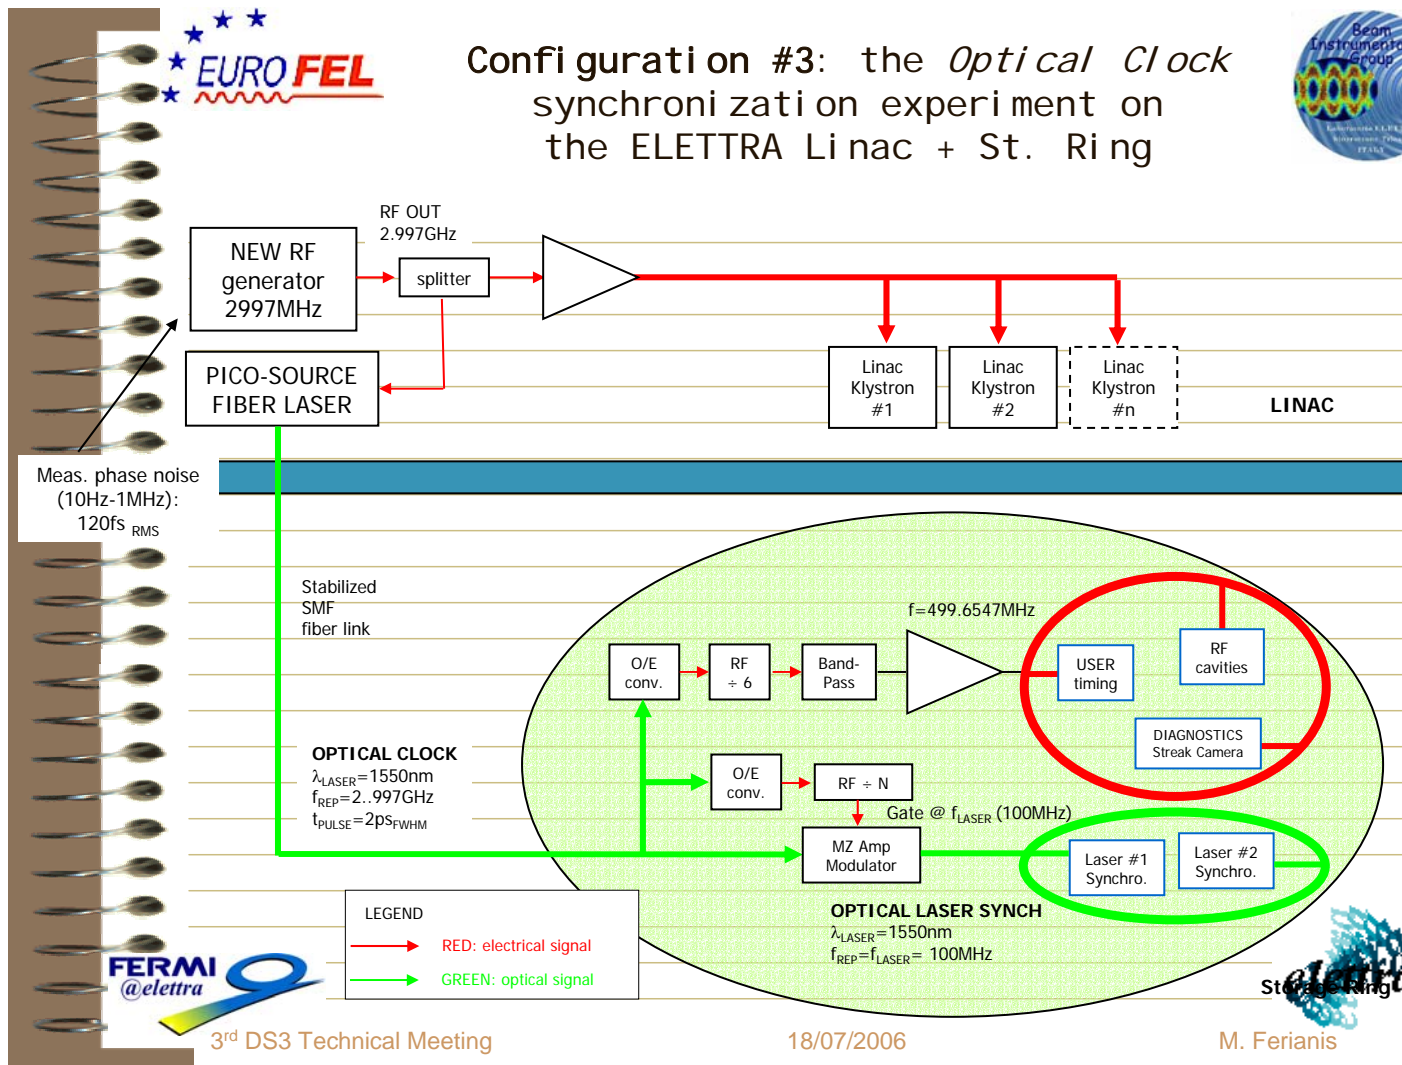 EURO FEL
Configuration #3: the Optical Clock
synchronization experiment on
the ELETTRA Linac + St. Ring
Beam
Group
NEW RF
generator
2997MHz
RF OUT
2.997GHz
splitter
PICO-SOURCE
FIBER LASER
Linac
Klystron
#1
Linac
Klystron
#2
Linac
Klystron
#n
LINAC
Meas. phase noise
(10Hz-1MHz):
120fs RMS
Stabilized
SMF
fiber link
f=499.6547MHz
O/E
conv.
RF
÷ 6
Band-
Pass
USER
timing
RF
cavities
DIAGNOSTICS
Streak Camera
OPTICAL CLOCK
λLASER=1550nm
fREP=2..997GHz
tPULSE=2psFWHM
O/E
conv.
RF ÷ N
Gate @ fLASER (100MHz)
MZ Amp
Modulator
Laser #1
Synchro.
Laser #2
Synchro.
OPTICAL LASER SYNCH
λLASER=1550nm
fREP=fLASER= 100MHz
LEGEND
RED: electrical signal
GREEN: optical signal
FERMI
@elettra
Storage Ring
3rd DS3 Technical Meeting
18/07/2006
M. Ferianis